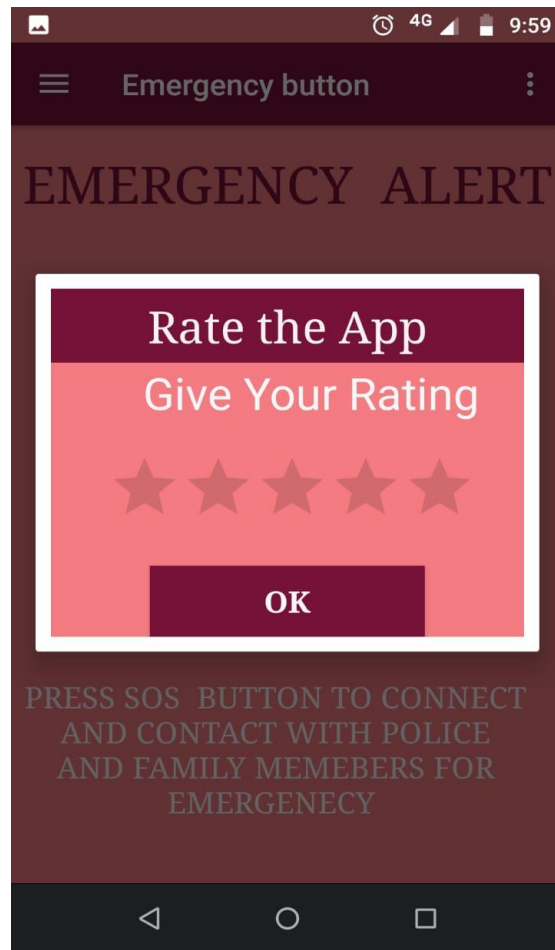 4G 9:59
Emergency button
EMERGENCY ALERT
Rate the App
Give Your Rating
OK
PRESS SOS BUTTON TO CONNECT
AND CONTACT WITH POLICE
AND FAMILY MEMEBERS FOR
EMERGENECY